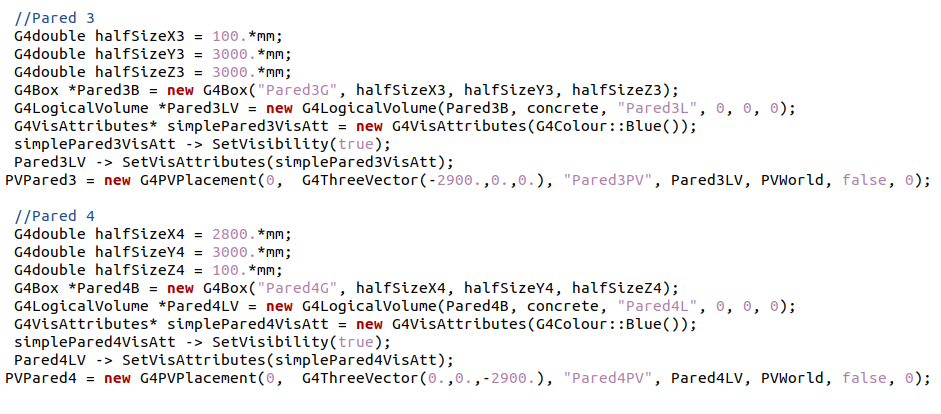 //Pared 3
G4double halfSizeX3 = 100.*mm;
G4double halfSizeY3 = 3000.*mm;
G4double halfSizeZ3 = 3000.*mm;
G4Box *Pared3B = new G4Box("Pared3G", halfSizeX3, halfSizeY3, halfSizeZ3);
G4LogicalVolume *Pared3LV = new G4LogicalVolume(Pared3B, concrete, "Pared3L", 0, 0, 0);
G4VisAttributes* simplePared3VisAtt = new G4VisAttributes(G4Colour::Blue());
simplePared3VisAtt -> SetVisibility(true);
Pared3LV -> SetVisAttributes(simplePared3VisAtt);
PVPared3 = new G4PVPlacement(0,  G4ThreeVector(-2900.,0.,0.), "Pared3PV", Pared3LV, PVWorld, false, 0);
//Pared 4
G4double halfSizeX4 = 2800.*mm;
G4double halfSizeY4 = 3000.*mm;
G4double halfSizeZ4 = 100.*mm;
G4Box *Pared4B = new G4Box("Pared4G", halfSizeX4, halfSizeY4, halfSizeZ4);
G4LogicalVolume *Pared4LV = new G4LogicalVolume(Pared4B, concrete, "Pared4L", 0, 0, 0);
G4VisAttributes* simplePared4VisAtt = new G4VisAttributes(G4Colour::Blue());
simplePared4VisAtt -> SetVisibility(true);
Pared4LV -> SetVisAttributes(simplePared4VisAtt);
PVPared4 = new G4PVPlacement(0,  G4ThreeVector(0.,0.,-2900.), "Pared4PV", Pared4LV, PVWorld, false, 0);